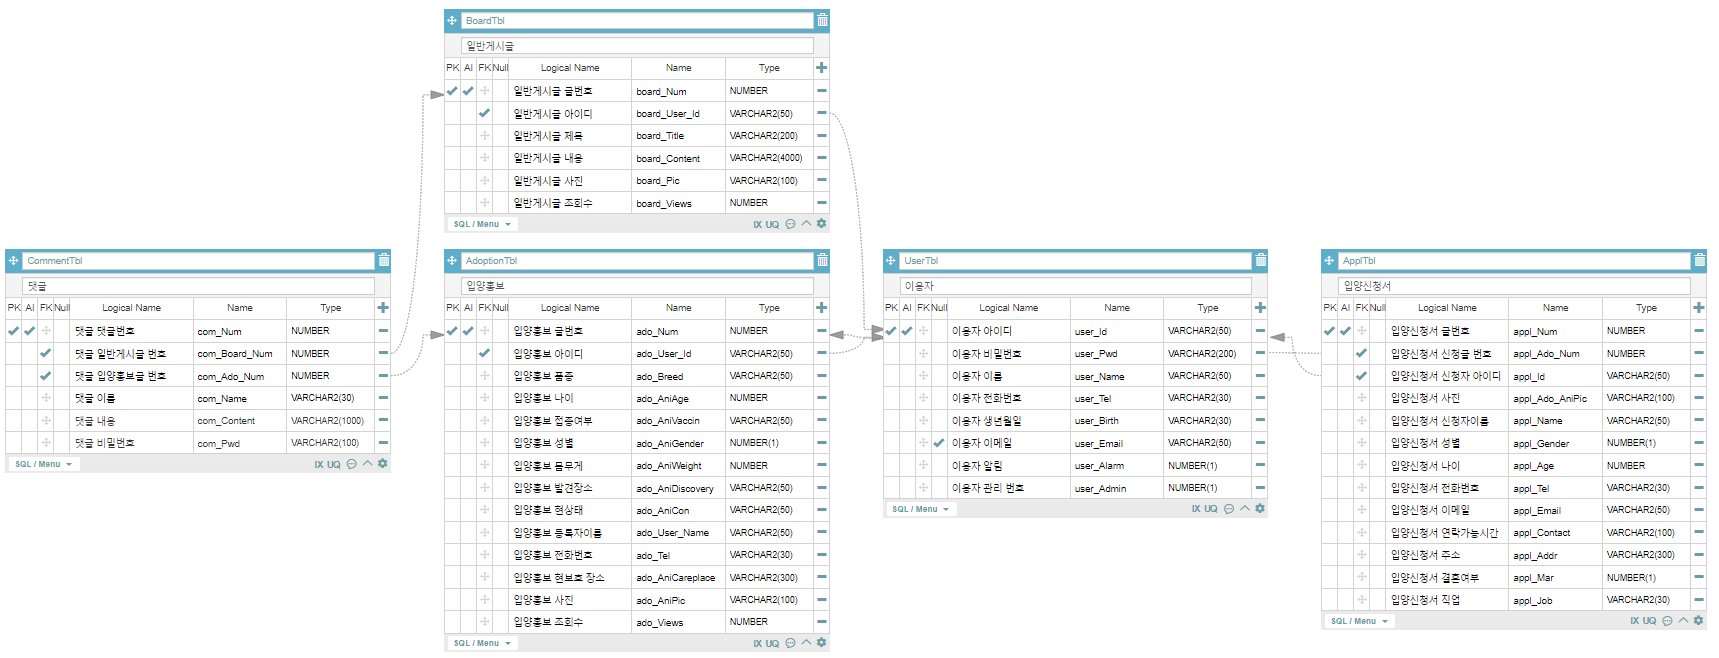 BoardTbl
일반게시글
PK AI FK Null Logical Name Name Type
일반게시글 글번호 board_Num NUMBER
일반게시글 아이디 board_User_Id VARCHAR2(50)
일반게시글 제목 board_Title VARCHAR2(200)
일반게시글 내용 board_Content VARCHAR2(4000)
일반게시글 사진 board_Pic VARCHAR2(100)
일반게시글 조회수 board_Views NUMBER
SQL / Menu IX UQ
CommentTbl
댓글
PK AI FK Null Logical Name Name Type
댓글 댓글번호 com_Num NUMBER
댓글 일반게시글 번호 com_Board_Num NUMBER
댓글 입양홍보글 번호 com_Ado_Num NUMBER
댓글 이름 com_Name VARCHAR2(30)
댓글 내용 com_Content VARCHAR2(1000)
댓글 비밀번호 com_Pwd VARCHAR2(100)
SQL / Menu IX UQ
AdoptionTbl
입양홍보
PK AI FK Null Logical Name Name Type
입양홍보 글번호 ado_Num NUMBER
입양홍보 아이디 ado_User_Id VARCHAR2(50)
입양홍보 품종 ado_Breed VARCHAR2(50)
입양홍보 나이 ado_AniAge NUMBER
입양홍보 접종여부 ado_AniVaccin VARCHAR2(50)
입양홍보 성별 ado_AniGender NUMBER(1)
입양홍보 몸무게 ado_AniWeight NUMBER
입양홍보 발견장소 ado_AniDiscovery VARCHAR2(50)
입양홍보 현상태 ado_AniCon VARCHAR2(50)
입양홍보 등록자이름 ado_User_Name VARCHAR2(50)
입양홍보 전화번호 ado_Tel VARCHAR2(30)
입양홍보 현보호 장소 ado_AniCareplace VARCHAR2(300)
입양홍보 사진 ado_AniPic VARCHAR2(100)
입양홍보 조회수 ado_Views NUMBER
SQL / Menu IX UQ
UserTbl
이용자
PK AI FK Null Logical Name Name Type
이용자 아이디 user_Id VARCHAR2(50)
이용자 비밀번호 user_Pwd VARCHAR2(200)
이용자 이름 user_Name VARCHAR2(50)
이용자 전화번호 user_Tel VARCHAR2(30)
이용자 생년월일 user_Birth VARCHAR2(30)
이용자 이메일 user_Email VARCHAR2(50)
이용자 알림 user_Alarm NUMBER(1)
이용자 관리 번호 user_Admin NUMBER(1)
SQL / Menu IX UQ
ApplTbl
입양신청서
PK AI FK Null Logical Name Name Type
입양신청서 글번호 appl_Num NUMBER
입양신청서 신청글 번호 appl_Ado_Num NUMBER
입양신청서 신청자 아이디 appl_Id VARCHAR2(50)
입양신청서 사진 appl_Ado_AniPic VARCHAR2(100)
입양신청서 신청자이름 appl_Name VARCHAR2(50)
입양신청서 성별 appl_Gender NUMBER(1)
입양신청서 나이 appl_Age NUMBER
입양신청서 전화번호 appl_Tel VARCHAR2(30)
입양신청서 이메일 appl_Email VARCHAR2(50)
입양신청서 연락가능시간 appl_Contact VARCHAR2(100)
입양신청서 주소 appl_Addr VARCHAR2(300)
입양신청서 결혼여부 appl_Mar NUMBER(1)
입양신청서 직업 appl_Job VARCHAR2(30)
SQL / Menu IX UQ